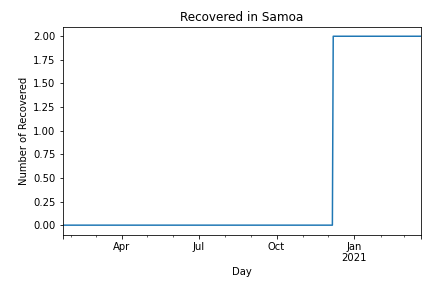 Recovered in Samoa
Number of Recovered
2.00
1.75
1.50
1.25
1.00
0.75
0.50
0.25
0.00
Apr
Jul
Oct
Jan
2021
Day